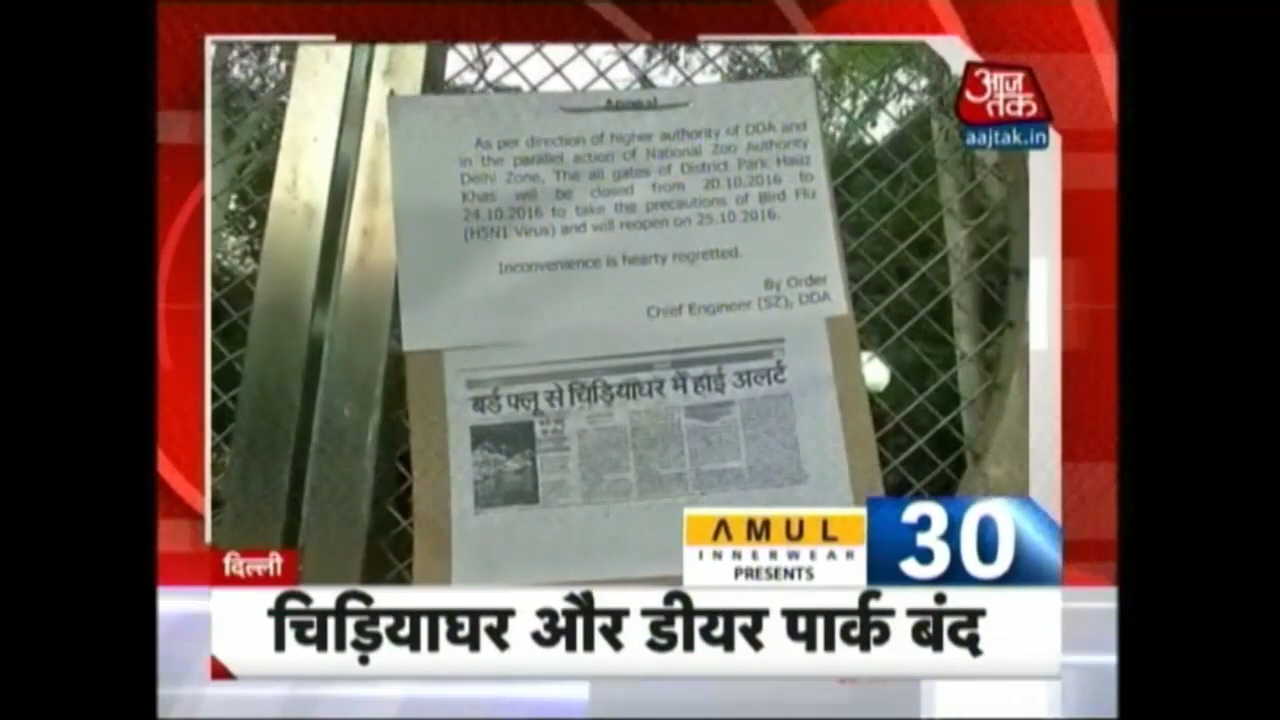 आज
तक
aajtak.in
Appeal
As per direction of higher authority of DDA and
in the parallel action of National Zoo Authority
Delhi Zone, The all gates of District Park Hauz
Khas will be closed from 20.10.2016 to
24.10.2016 to take the precautions of Bird Flu
(H5N1 Virus) and will reopen on 25.10.2016.
Inconvenience is hearty regretted.
By Order
Chief Engineer (SZ), DDA
बर्ड फ्लू से चिड़ियाघर में हाई अलर्ट
AMUL
INNERWEAR
PRESENTS
30
दिल्ली
चिड़ियाघर और डीयर पार्क बंद